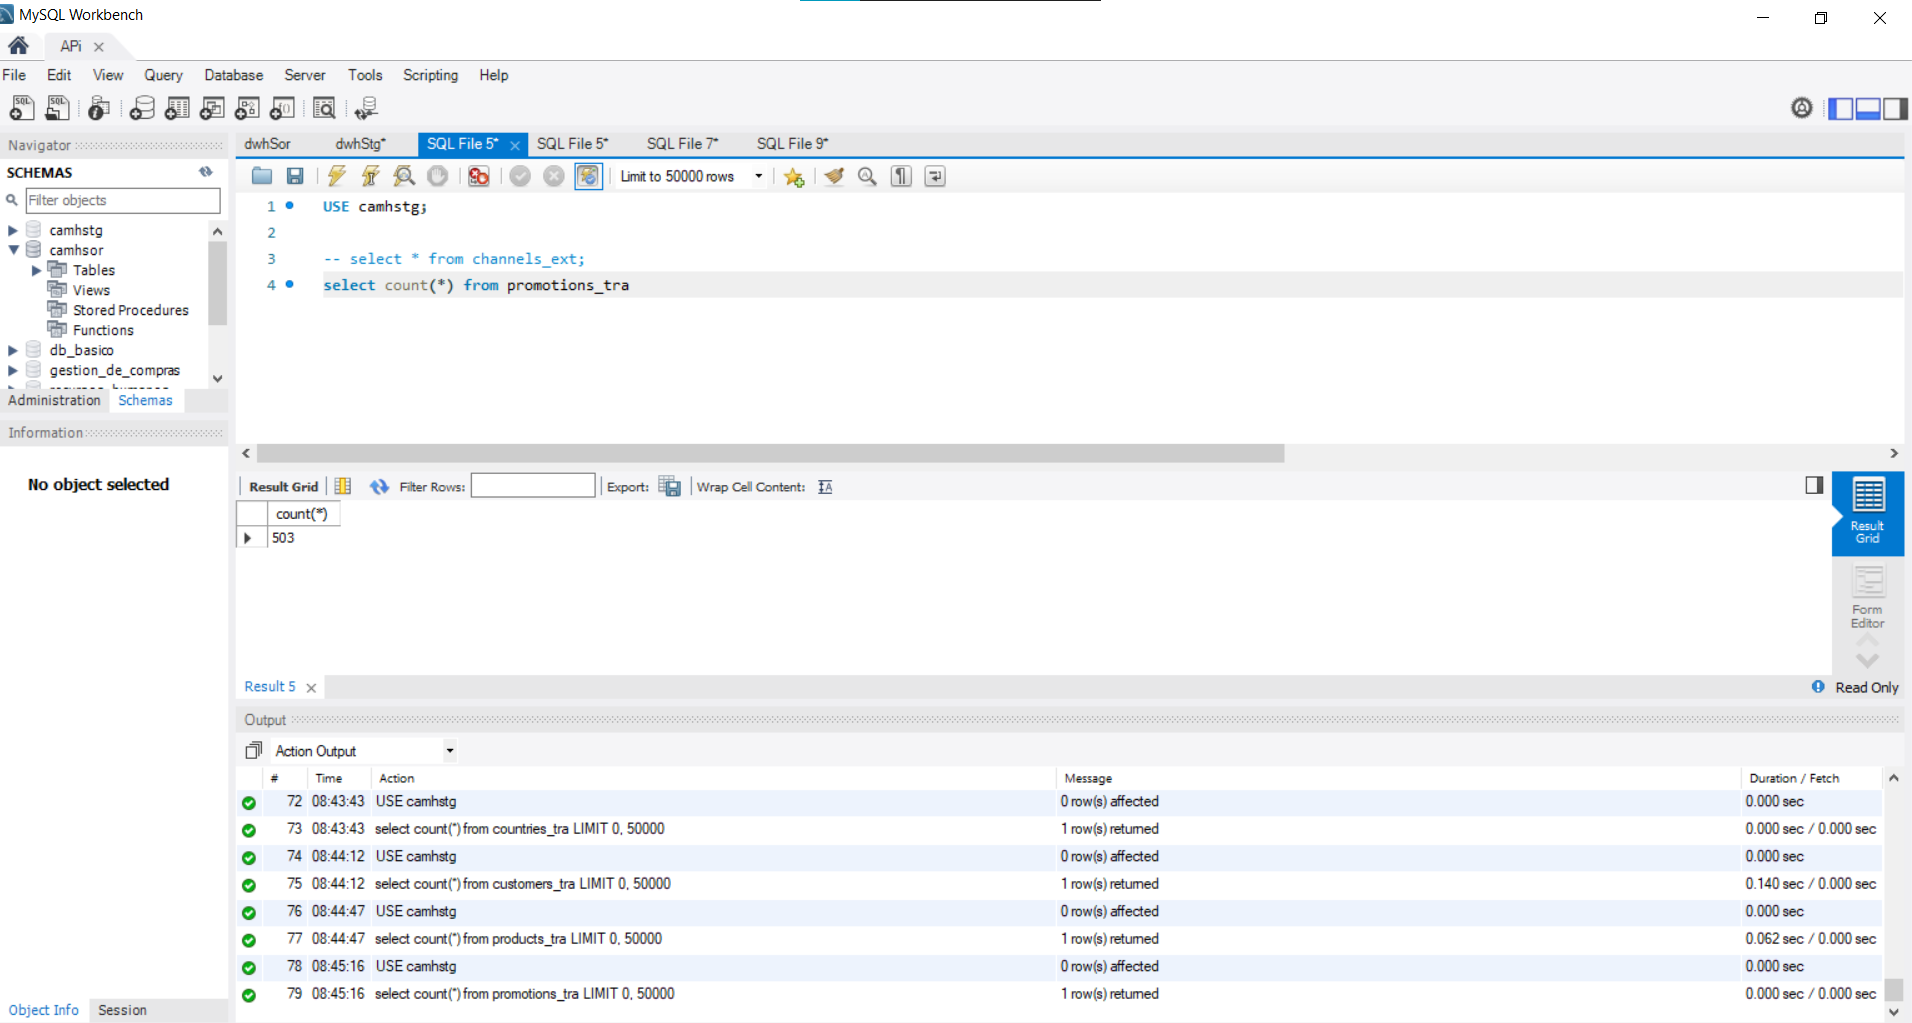 MySQL Workbench
APi
File Edit View Query Database Server Tools Scripting Help
Navigator
SCHEMAS
Filter objects
camhstg
camhsor
Tables
Views
Stored Procedures
Functions
db_basico
gestion_de_compras
Administration Schemas
Information
No object selected
Object Info Session
dwhSor dwhStg* SQL File 5* SQL File 5* SQL File 7* SQL File 9*
Limit to 50000 rows
1 USE camhstg;
2
3 -- select * from channels_ext;
4 select count(*) from promotions_tra
Result Grid Filter Rows: Export: Wrap Cell Content:
count(*)
503
Result Grid
Form Editor
Result 5 Read Only
Output
Action Output
# Time Action Message Duration / Fetch
72 08:43:43 USE camhstg 0 row(s) affected 0.000 sec
73 08:43:43 select count(*) from countries_tra LIMIT 0, 50000 1 row(s) returned 0.000 sec / 0.000 sec
74 08:44:12 USE camhstg 0 row(s) affected 0.000 sec
75 08:44:12 select count(*) from customers_tra LIMIT 0, 50000 1 row(s) returned 0.140 sec / 0.000 sec
76 08:44:47 USE camhstg 0 row(s) affected 0.000 sec
77 08:44:47 select count(*) from products_tra LIMIT 0, 50000 1 row(s) returned 0.062 sec / 0.000 sec
78 08:45:16 USE camhstg 0 row(s) affected 0.000 sec
79 08:45:16 select count(*) from promotions_tra LIMIT 0, 50000 1 row(s) returned 0.000 sec / 0.000 sec